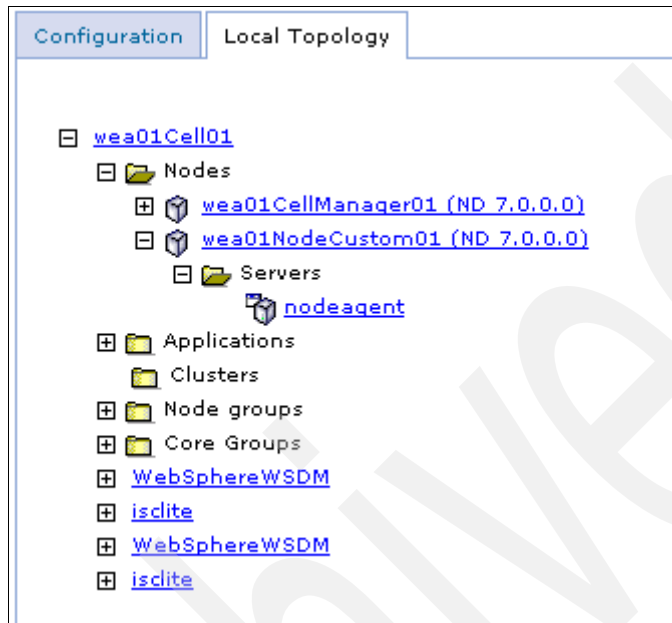 Configuration Local Topology
wea01Cell01
Nodes
wea01CellManager01 (ND 7.0.0.0)
wea01NodeCustom01 (ND 7.0.0.0)
Servers
nodeagent
Applications
Clusters
Node groups
Core Groups
WebSphereWSDM
isclite
WebSphereWSDM
isclite